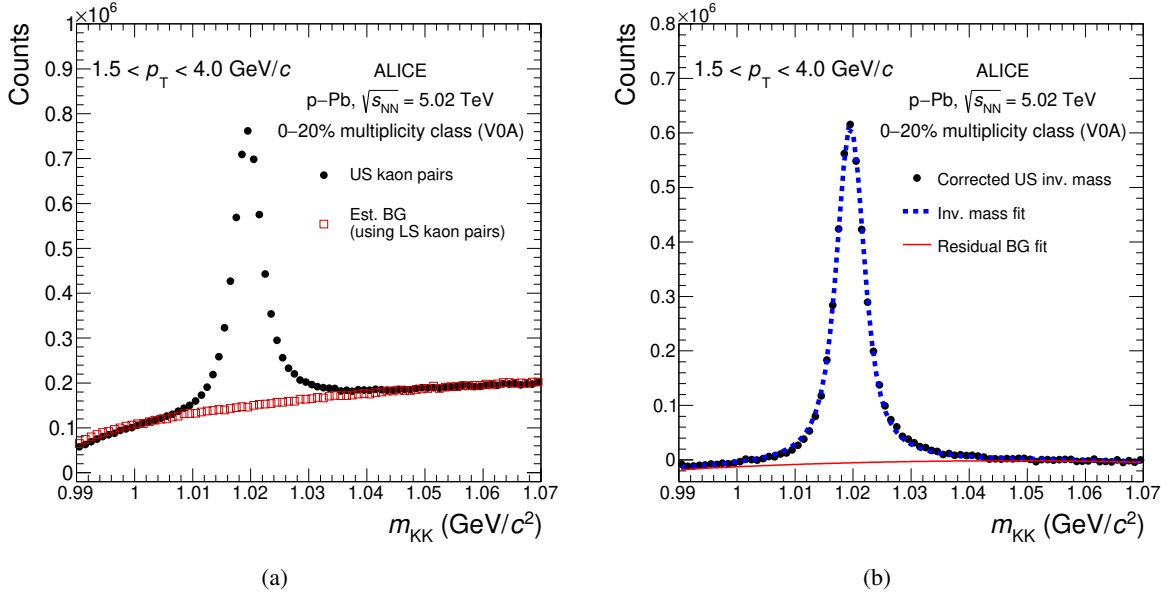 ×10⁶
Counts
1
0.9
0.8
0.7
0.6
0.5
0.4
0.3
0.2
0.1
0
1.5 < pT < 4.0 GeV/c
ALICE
p−Pb, √sNN = 5.02 TeV
0−20% multiplicity class (V0A)
US kaon pairs
Est. BG
(using LS kaon pairs)
0.99 1 1.01 1.02 1.03 1.04 1.05 1.06 1.07
mKK (GeV/c²)
(a)
×10⁶
Counts
0.8
0.7
0.6
0.5
0.4
0.3
0.2
0.1
0
1.5 < pT < 4.0 GeV/c
ALICE
p−Pb, √sNN = 5.02 TeV
0−20% multiplicity class (V0A)
Corrected US inv. mass
Inv. mass fit
Residual BG fit
0.99 1 1.01 1.02 1.03 1.04 1.05 1.06 1.07
mKK (GeV/c²)
(b)